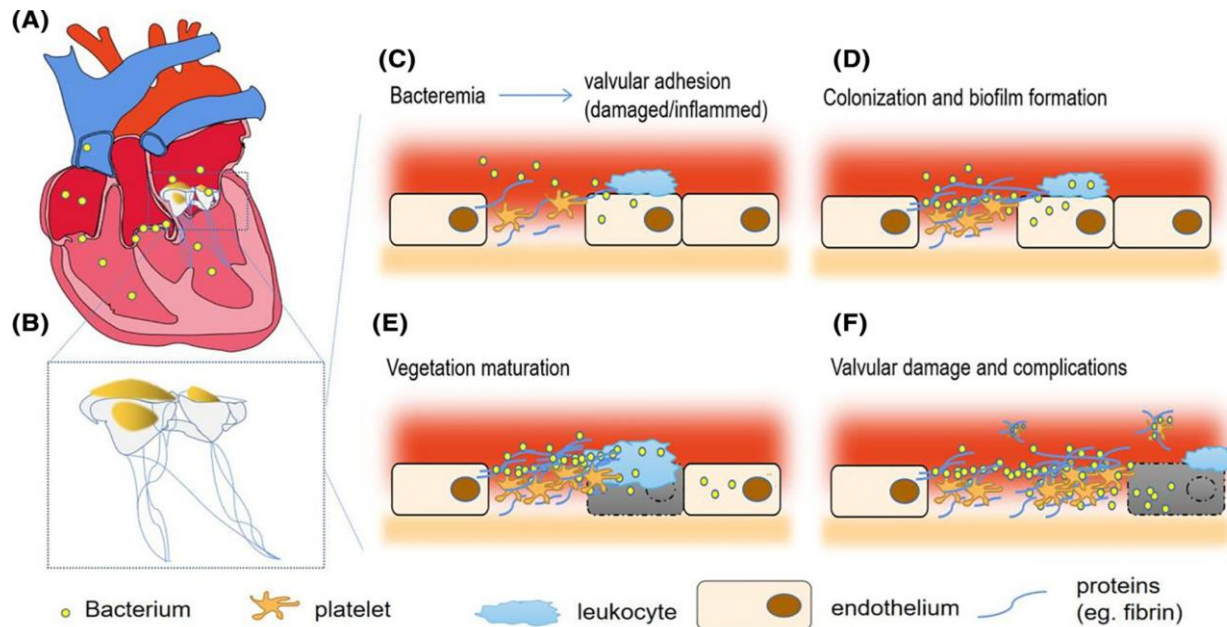 (A)
(B)
(C)
Bacteremia
valvular adhesion
(damaged/inflammed)
(D)
Colonization and biofilm formation
(E)
Vegetation maturation
(F)
Valvular damage and complications
Bacterium
platelet
leukocyte
endothelium
proteins
(eg. fibrin)